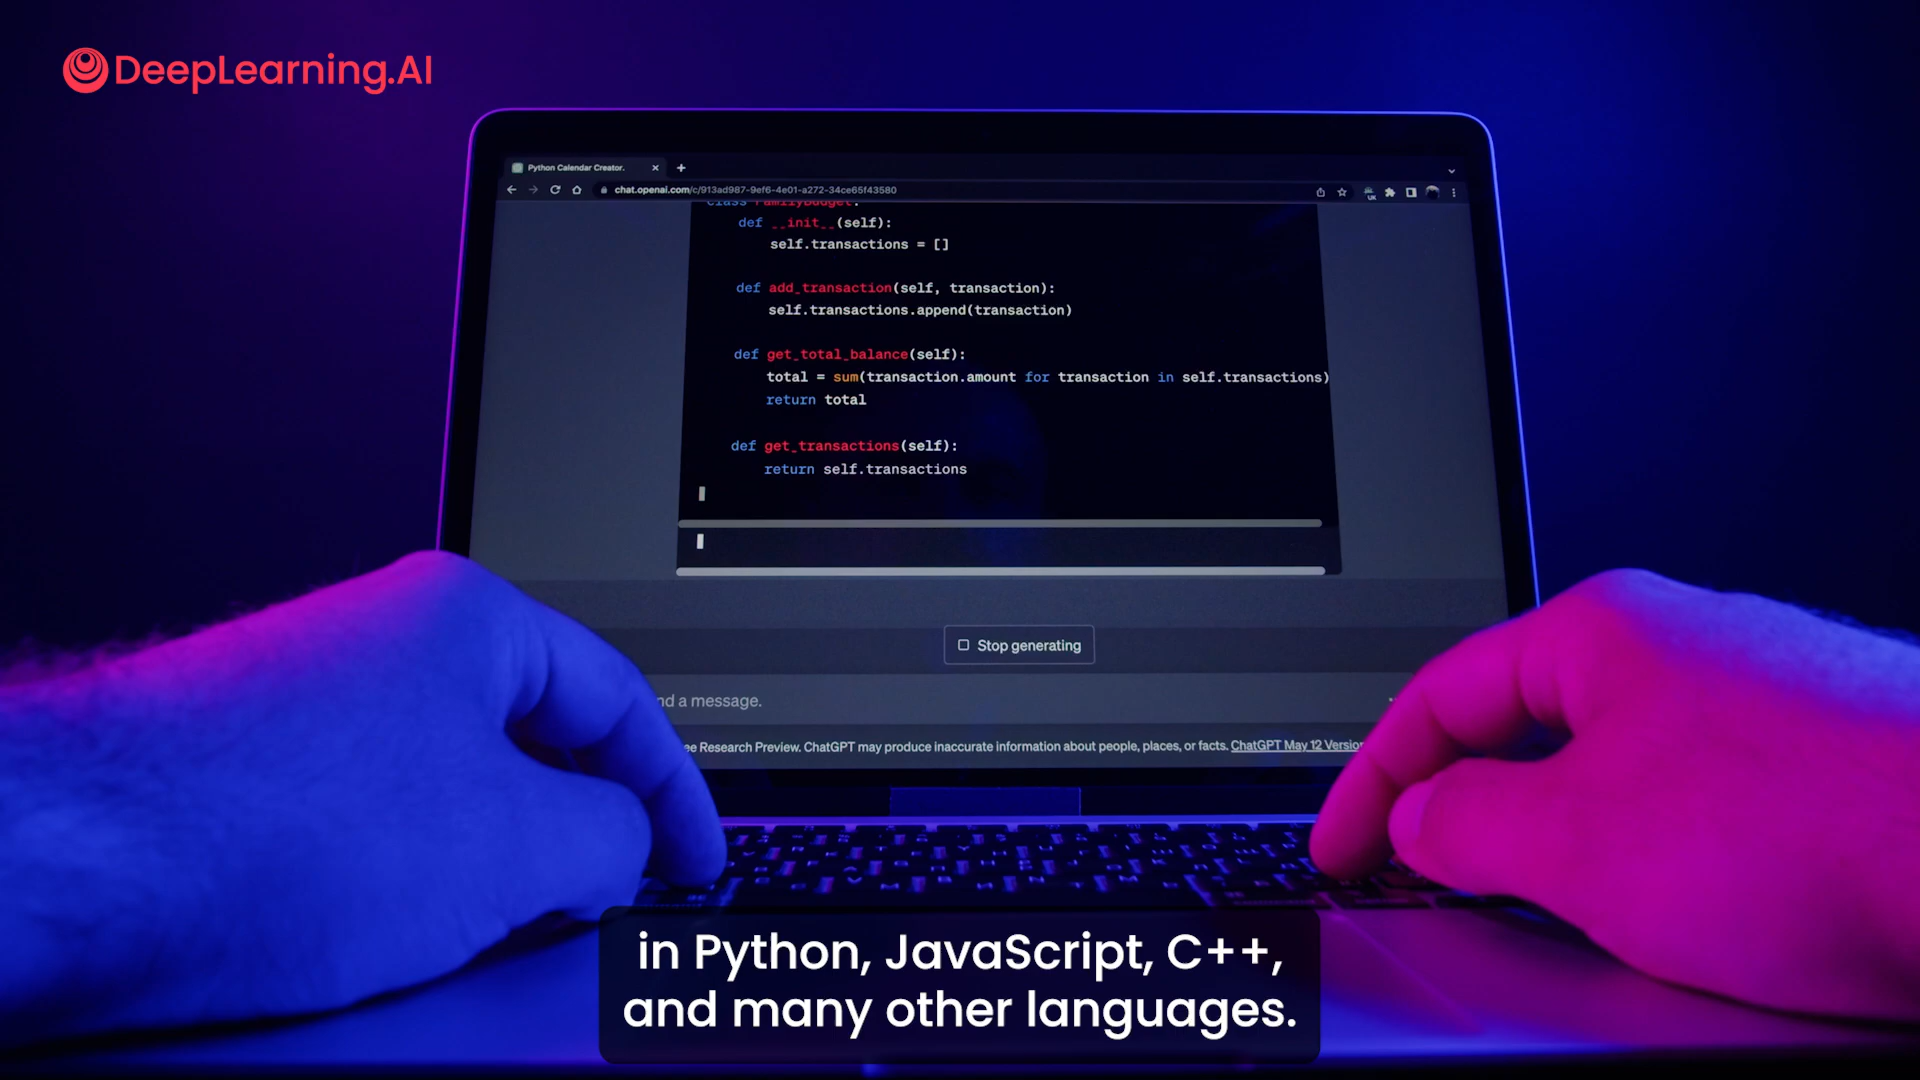 DeepLearning.AI
Python Calendar Creator.
chat.openai.com/c/913ad987-9ef6-4e01-a272-34ce65f43580
UK
class FamilyBudget:
def __init__(self):
self.transactions = []
def add_transaction(self, transaction):
self.transactions.append(transaction)
def get_total_balance(self):
total = sum(transaction.amount for transaction in self.transactions)
return total
def get_transactions(self):
return self.transactions
Stop generating
nd a message.
ee Research Preview. ChatGPT may produce inaccurate information about people, places, or facts. ChatGPT May 12 Versio
in Python, JavaScript, C++,
and many other languages.